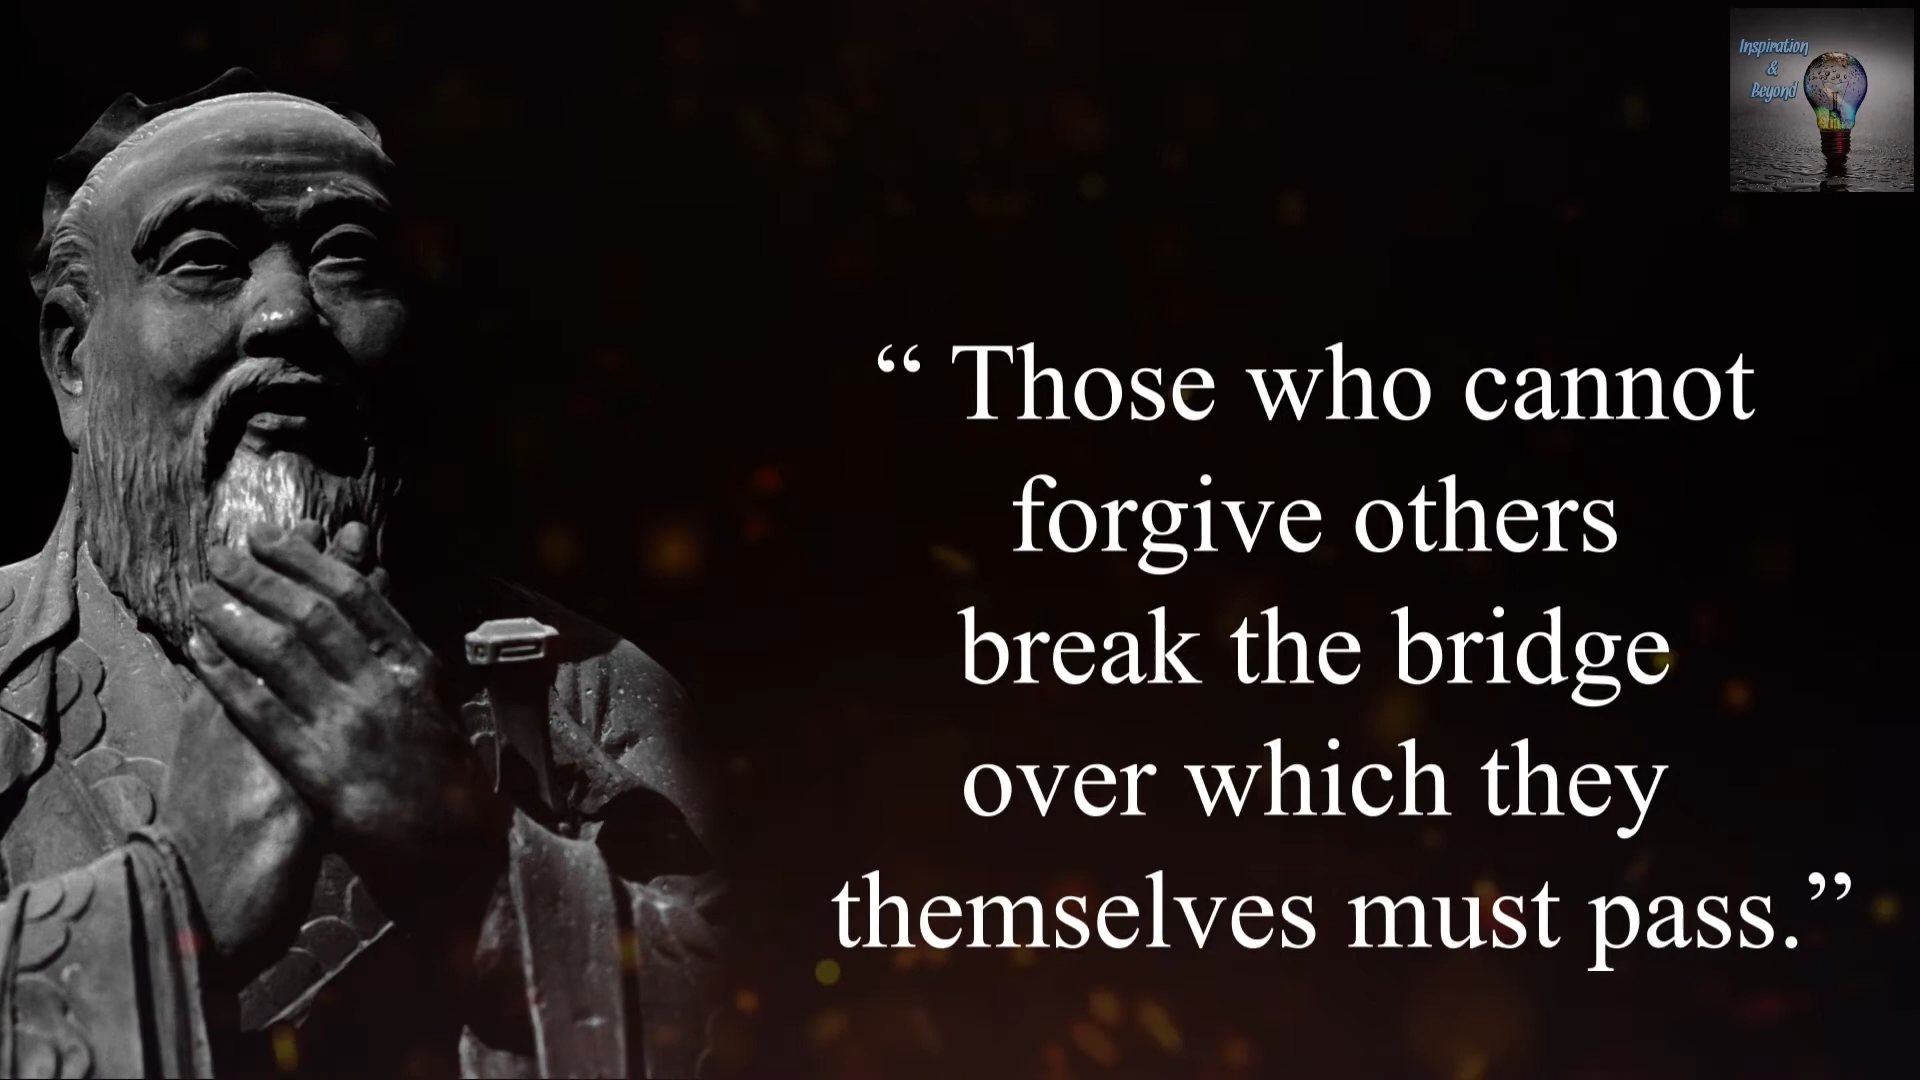 Inspiration
&
Beyond
“ Those who cannot
forgive others
break the bridge
over which they
themselves must pass.”